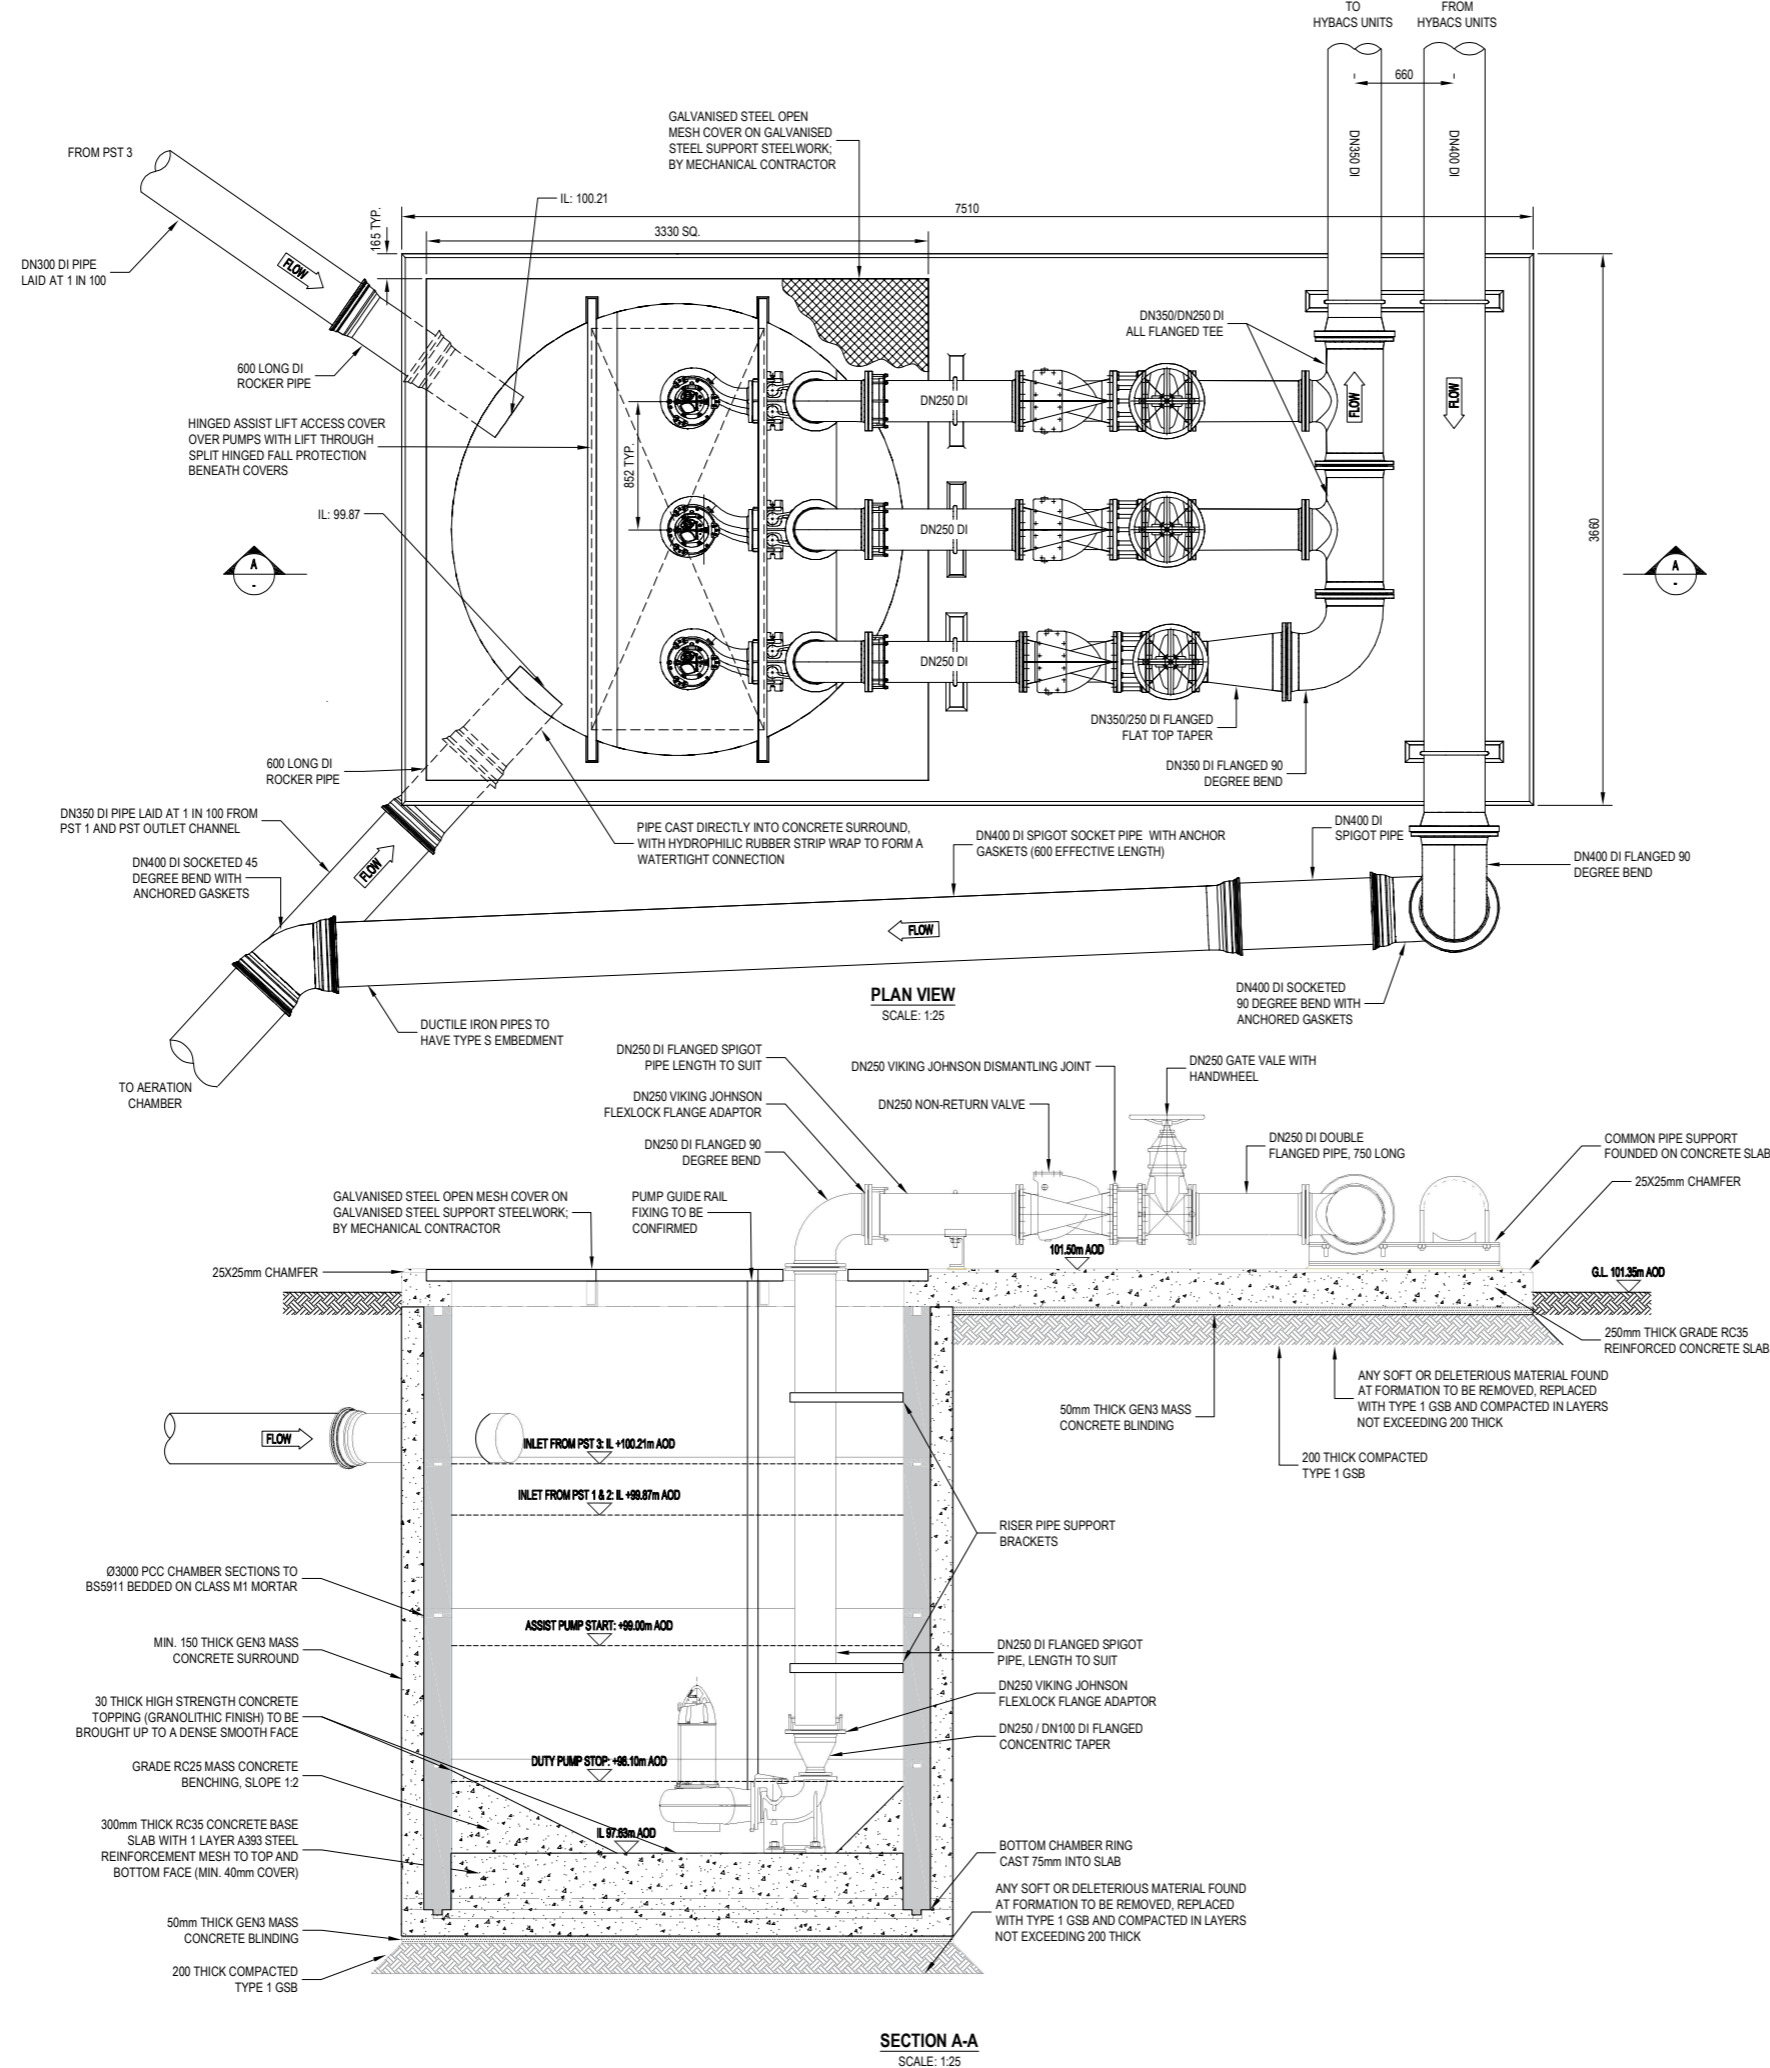 TO
HYBACS UNITS
FROM
HYBACS UNITS
660
DN350 DI
DN400 DI
GALVANISED STEEL OPEN
MESH COVER ON GALVANISED
STEEL SUPPORT STEELWORK;
BY MECHANICAL CONTRACTOR
FROM PST 3
IL: 100.21
7510
165 TYP.
3330 SQ.
DN300 DI PIPE
LAID AT 1 IN 100
FLOW
DN350/DN250 DI
ALL FLANGED TEE
600 LONG DI
ROCKER PIPE
FLOW
FLOW
DN250 DI
HINGED ASSIST LIFT ACCESS COVER
OVER PUMPS WITH LIFT THROUGH
SPLIT HINGED FALL PROTECTION
BENEATH COVERS
852 TYP.
IL: 99.87
DN250 DI
3690
A
-
A
-
DN250 DI
DN350/250 DI FLANGED
FLAT TOP TAPER
DN350 DI FLANGED 90
DEGREE BEND
600 LONG DI
ROCKER PIPE
DN350 DI PIPE LAID AT 1 IN 100 FROM
PST 1 AND PST OUTLET CHANNEL
PIPE CAST DIRECTLY INTO CONCRETE SURROUND,
WITH HYDROPHILIC RUBBER STRIP WRAP TO FORM A
WATERTIGHT CONNECTION
DN400 DI SPIGOT SOCKET PIPE WITH ANCHOR
GASKETS (600 EFFECTIVE LENGTH)
DN400 DI
SPIGOT PIPE
DN400 DI FLANGED 90
DEGREE BEND
DN400 DI SOCKETED 45
DEGREE BEND WITH
ANCHORED GASKETS
FLOW
FLOW
DN400 DI SOCKETED
90 DEGREE BEND WITH
ANCHORED GASKETS
PLAN VIEW
SCALE: 1:25
DUCTILE IRON PIPES TO
HAVE TYPE S EMBEDMENT
TO AERATION
CHAMBER
DN250 DI FLANGED SPIGOT
PIPE LENGTH TO SUIT
DN250 VIKING JOHNSON DISMANTLING JOINT
DN250 GATE VALE WITH
HANDWHEEL
DN250 VIKING JOHNSON
FLEXLOCK FLANGE ADAPTOR
DN250 NON-RETURN VALVE
DN250 DI FLANGED 90
DEGREE BEND
DN250 DI DOUBLE
FLANGED PIPE, 750 LONG
COMMON PIPE SUPPORT
FOUNDED ON CONCRETE SLAB
25X25mm CHAMFER
GALVANISED STEEL OPEN MESH COVER ON
GALVANISED STEEL SUPPORT STEELWORK;
BY MECHANICAL CONTRACTOR
PUMP GUIDE RAIL
FIXING TO BE
CONFIRMED
101.50m AOD
25X25mm CHAMFER
G.L. 101.35m AOD
250mm THICK GRADE RC35
REINFORCED CONCRETE SLAB
ANY SOFT OR DELETERIOUS MATERIAL FOUND
AT FORMATION TO BE REMOVED, REPLACED
WITH TYPE 1 GSB AND COMPACTED IN LAYERS
NOT EXCEEDING 200 THICK
50mm THICK GEN3 MASS
CONCRETE BLINDING
200 THICK COMPACTED
TYPE 1 GSB
FLOW
INLET FROM PST 3: IL +100.21m AOD
INLET FROM PST 1 & 2: IL +99.87m AOD
RISER PIPE SUPPORT
BRACKETS
Ø3000 PCC CHAMBER SECTIONS TO
BS5911 BEDDED ON CLASS M1 MORTAR
ASSIST PUMP START: +99.00m AOD
MIN. 150 THICK GEN3 MASS
CONCRETE SURROUND
DN250 DI FLANGED SPIGOT
PIPE, LENGTH TO SUIT
DN250 VIKING JOHNSON
FLEXLOCK FLANGE ADAPTOR
30 THICK HIGH STRENGTH CONCRETE
TOPPING (GRANOLITHIC FINISH) TO BE
BROUGHT UP TO A DENSE SMOOTH FACE
DN250 / DN100 DI FLANGED
CONCENTRIC TAPER
DUTY PUMP STOP: +98.10m AOD
GRADE RC25 MASS CONCRETE
BENCHING, SLOPE 1:2
300mm THICK RC35 CONCRETE BASE
SLAB WITH 1 LAYER A393 STEEL
REINFORCEMENT MESH TO TOP AND
BOTTOM FACE (MIN. 40mm COVER)
IL 97.63m AOD
BOTTOM CHAMBER RING
CAST 75mm INTO SLAB
ANY SOFT OR DELETERIOUS MATERIAL FOUND
AT FORMATION TO BE REMOVED, REPLACED
WITH TYPE 1 GSB AND COMPACTED IN LAYERS
NOT EXCEEDING 200 THICK
50mm THICK GEN3 MASS
CONCRETE BLINDING
200 THICK COMPACTED
TYPE 1 GSB
SECTION A-A
SCALE: 1:25